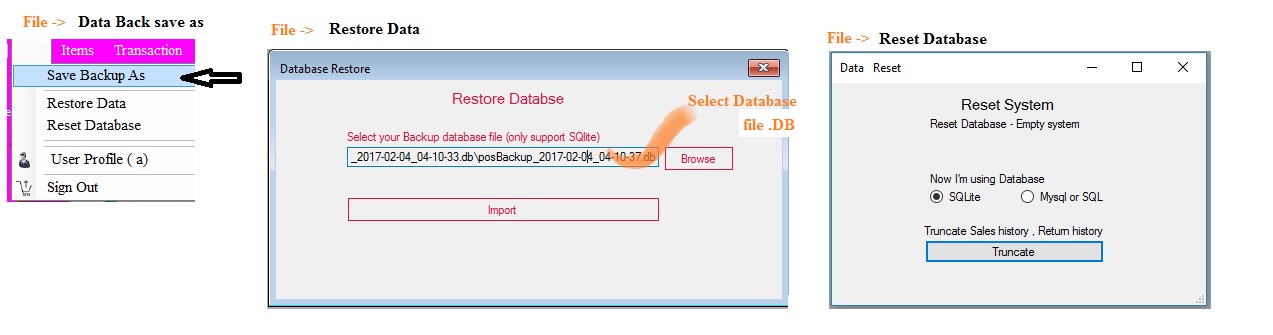 File -> Data Back save as
Items Transaction
Save Backup As
Restore Data
Reset Database
User Profile ( a)
Sign Out
File -> Restore Data
Database Restore
Restore Databse
Select your Backup database file (only support SQlite)
_2017-02-04_04-10-33.db\posBackup_2017-02-04_04-10-37.db
Browse
Import
Select Database
file .DB
File -> Reset Database
Data Reset
Reset System
Reset Database - Empty system
Now I'm using Database
SQLite Mysql or SQL
Truncate Sales history , Return history
Truncate